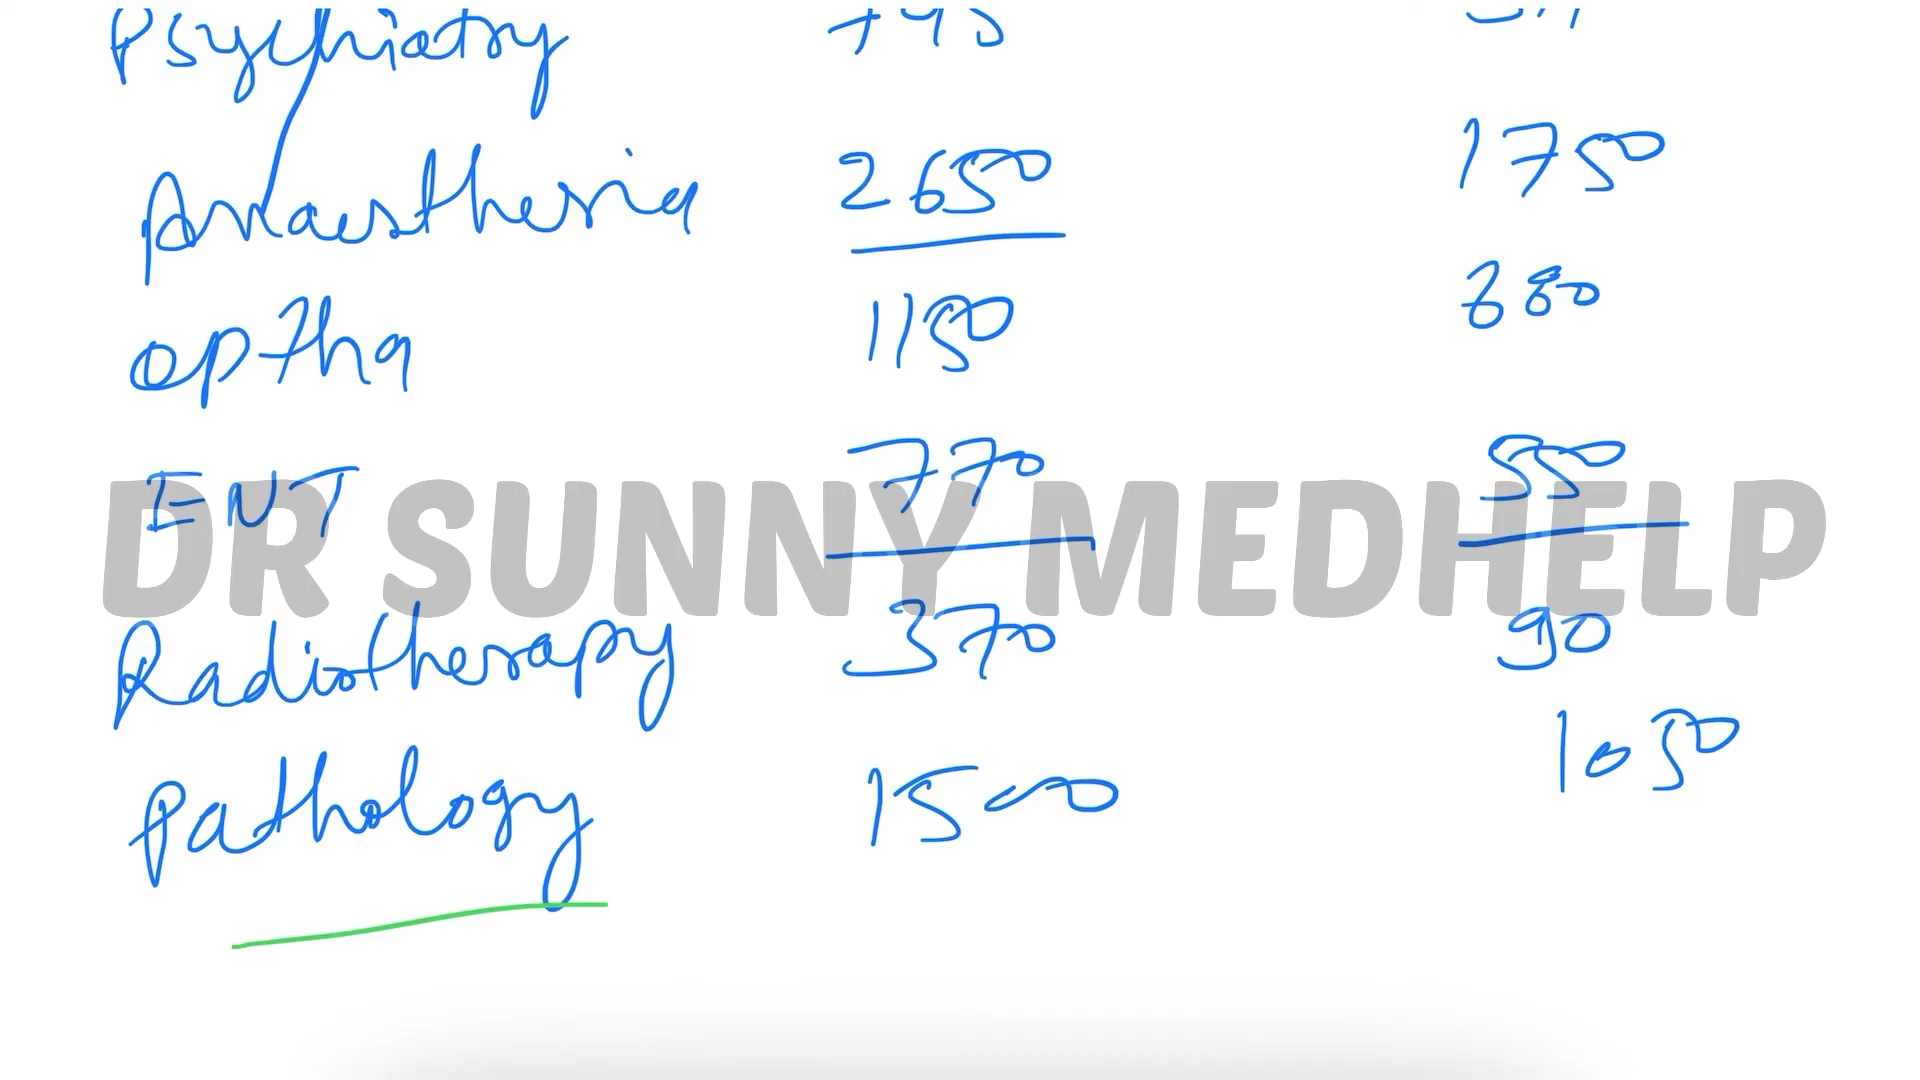 Psychiatry 745
Anaesthesia 2650 1750
Optha 1150 880
ENT 770 550
DR SUNNY MEDHELP
Radiotherapy 370 90
Pathology 1500 1050